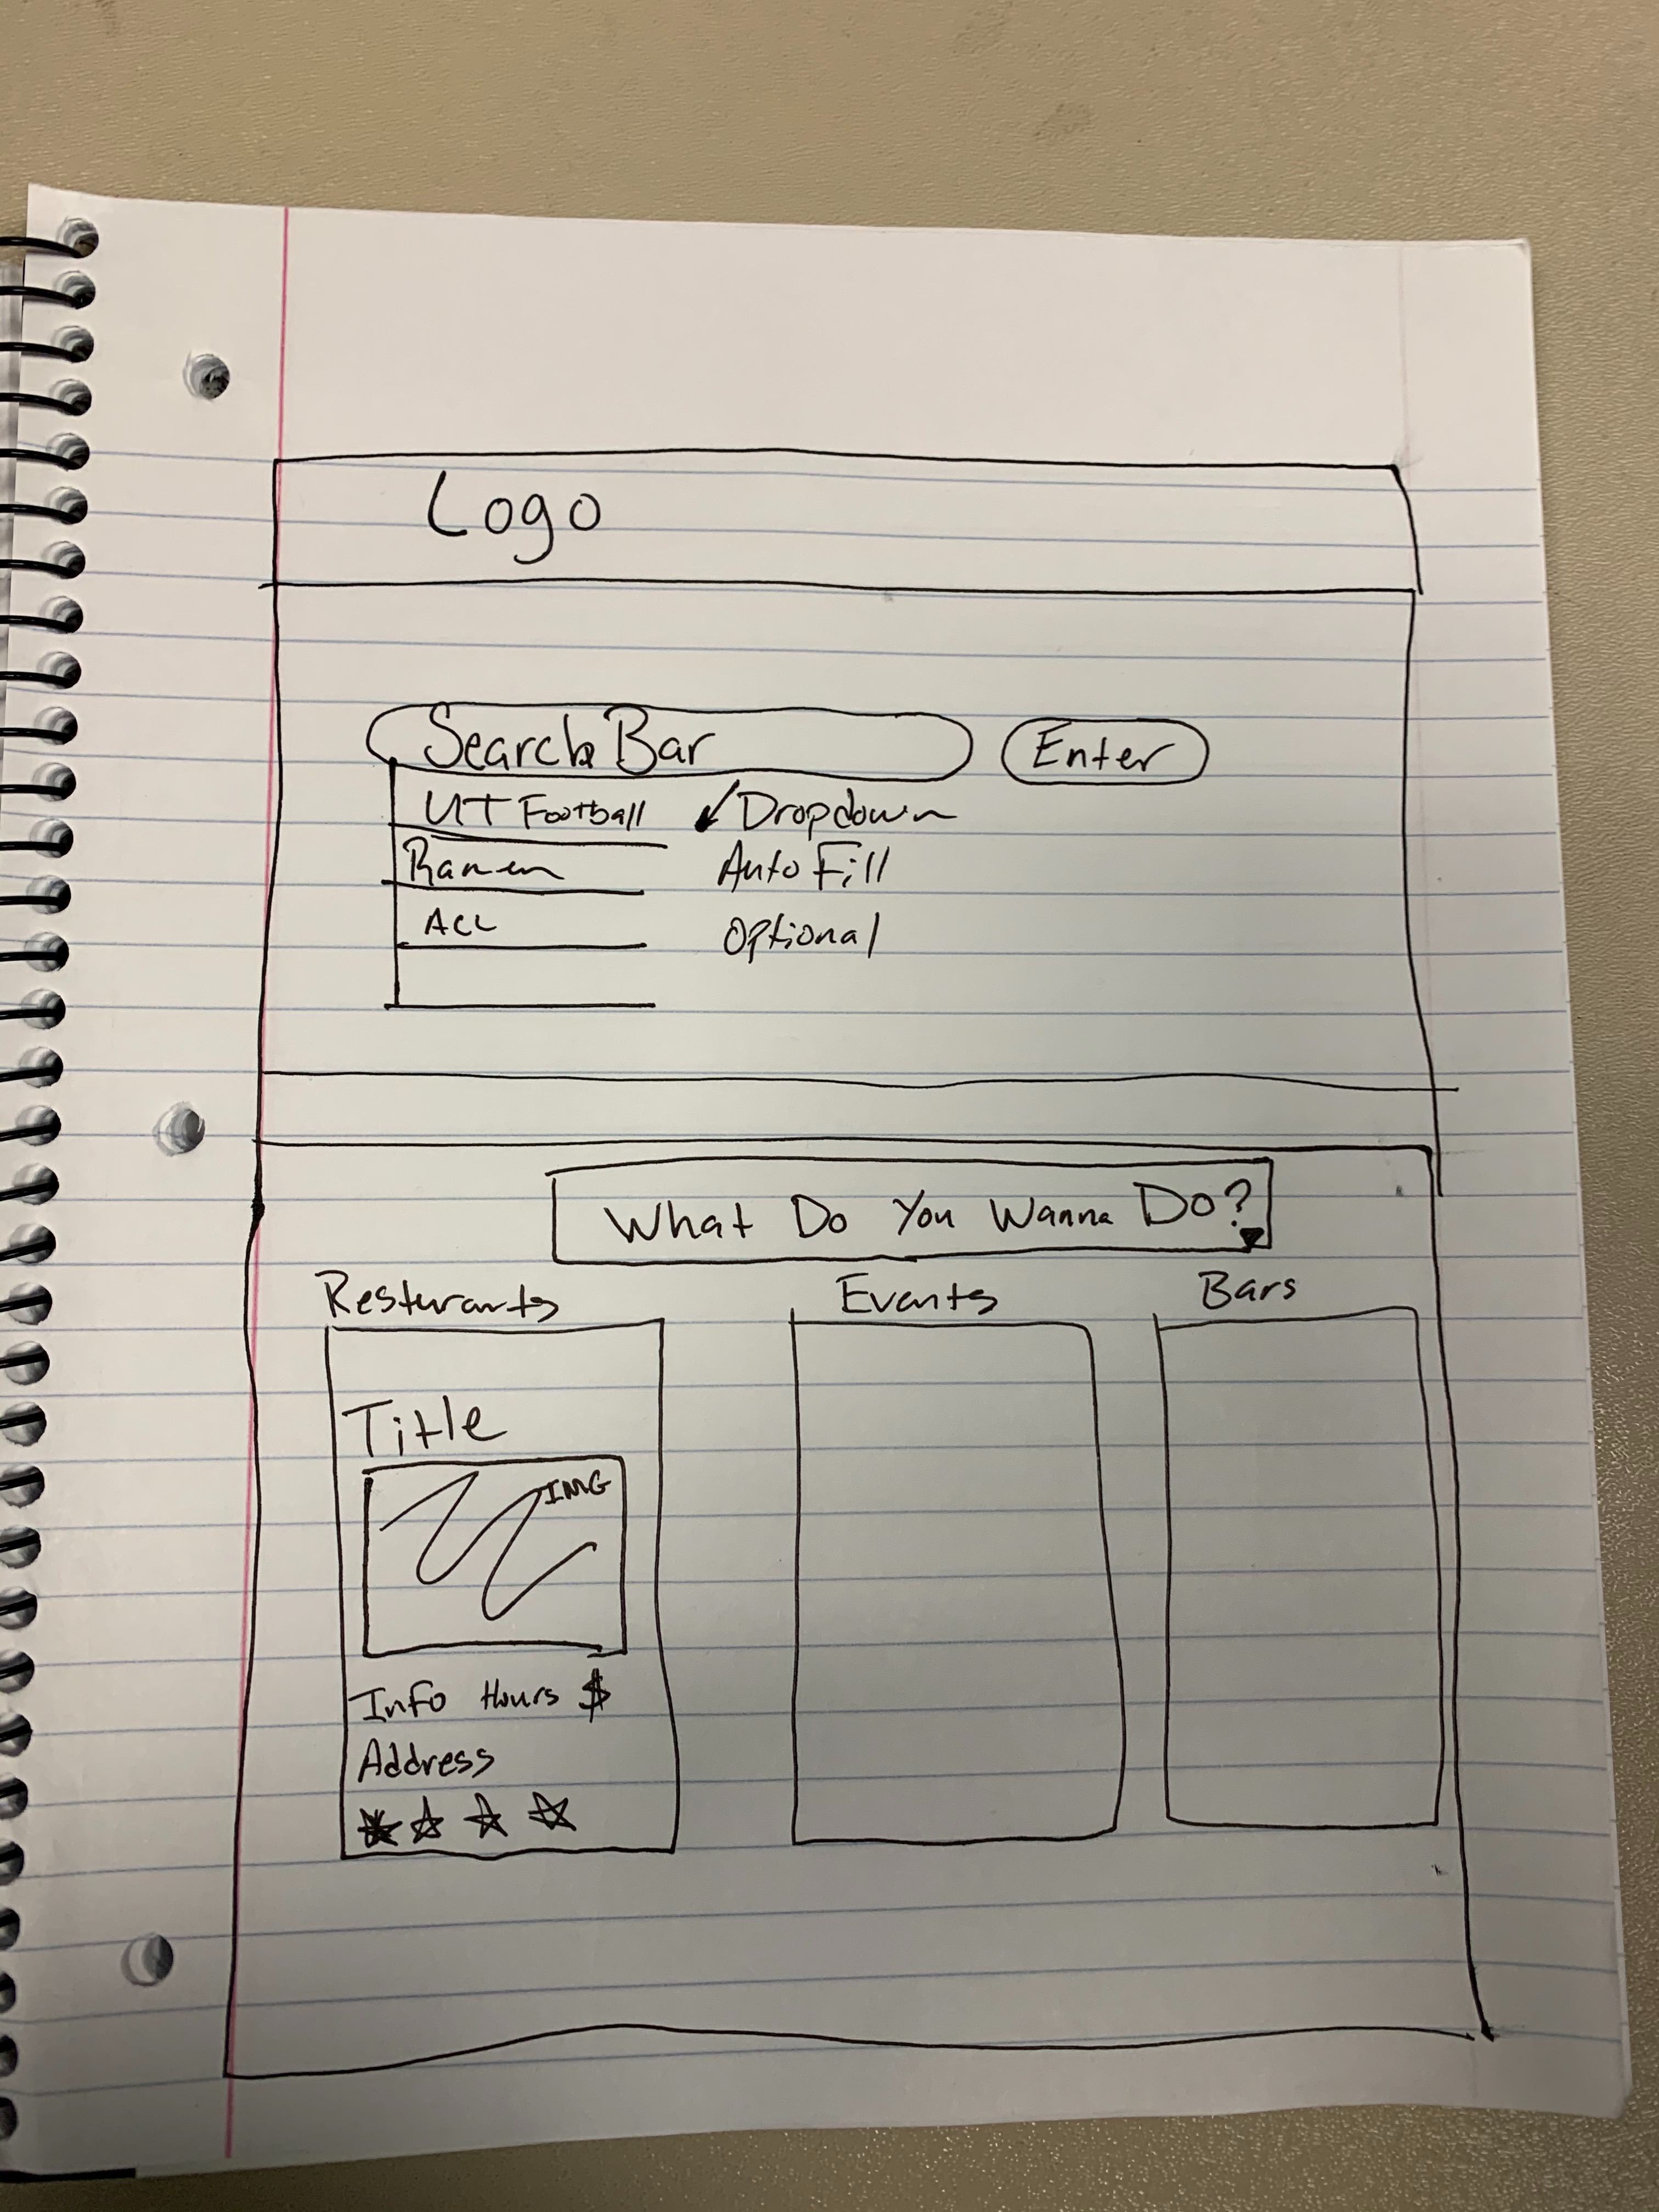 Logo
Search Bar Enter
UT Football Dropdown
Ramen Auto Fill
ACL Optional
What Do You Wanna Do?
Resturants Events Bars
Title
IMG
Info Hours $
Address